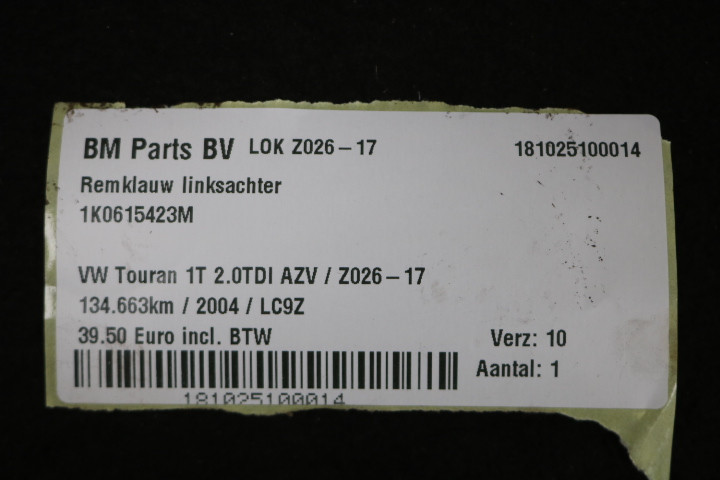 BM Parts BV LOK Z026-17 181025100014
Remklauw linksachter
1K0615423M
VW Touran 1T 2.0TDI AZV / Z026-17
134.663km / 2004 / LC9Z
39.50 Euro incl. BTW Verz: 10
Aantal: 1
181025100014